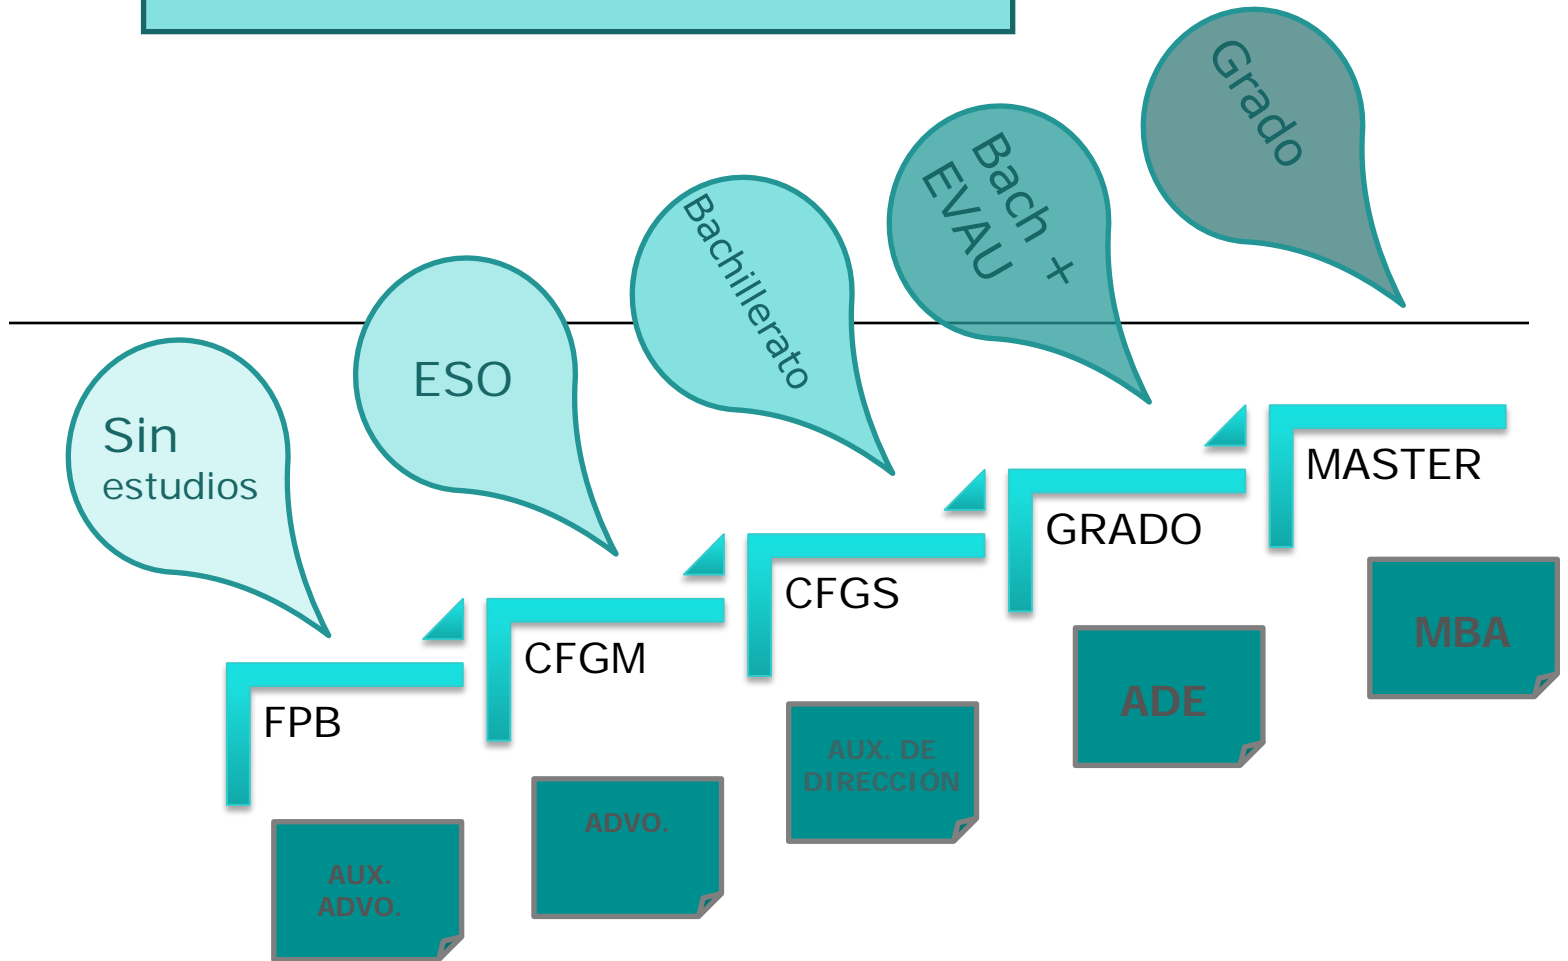 Grado
Bach +
EVAU
Bachillerato
ESO
Sin
estudios
MASTER
GRADO
CFGS
CFGM
FPB
MBA
ADE
AUX. DE
DIRECCIÓN
ADVO.
AUX.
ADVO.